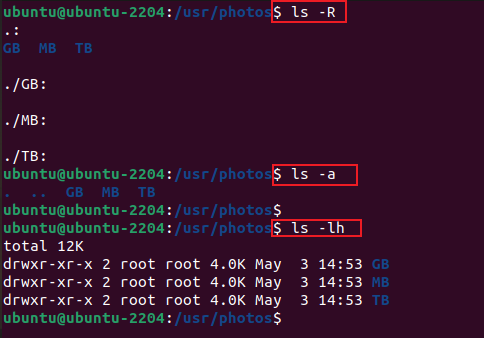 ubuntu@ubuntu-2204:/usr/photos$ ls -R
.:
GB  MB  TB

./GB:

./MB:

./TB:
ubuntu@ubuntu-2204:/usr/photos$ ls -a
.  ..  GB  MB  TB
ubuntu@ubuntu-2204:/usr/photos$
ubuntu@ubuntu-2204:/usr/photos$ ls -lh
total 12K
drwxr-xr-x 2 root root 4.0K May  3 14:53 GB
drwxr-xr-x 2 root root 4.0K May  3 14:53 MB
drwxr-xr-x 2 root root 4.0K May  3 14:53 TB
ubuntu@ubuntu-2204:/usr/photos$